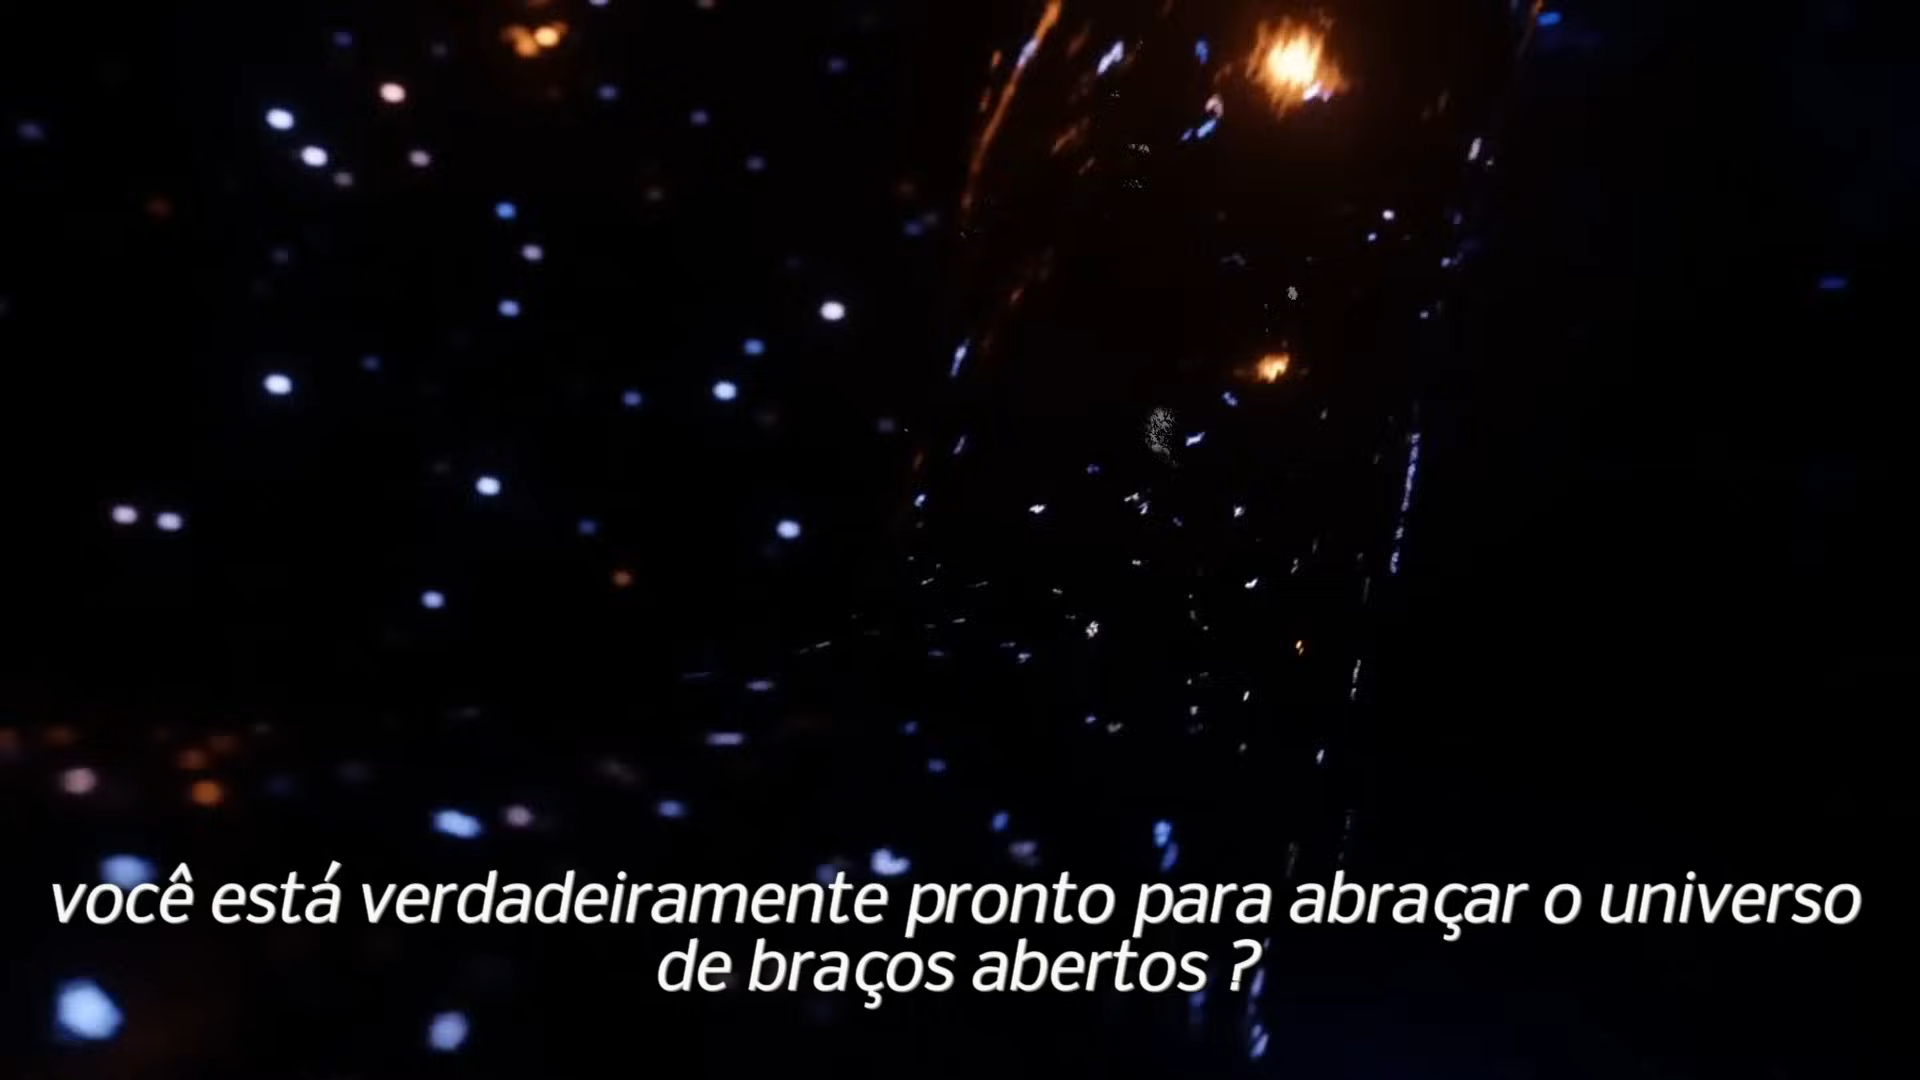 você está verdadeiramente pronto para abraçar o universo
de braços abertos ?